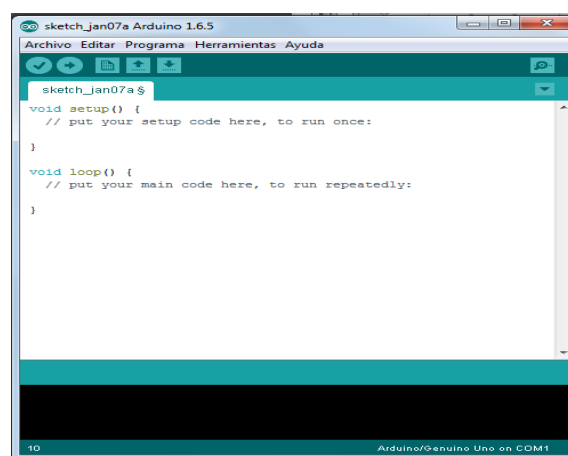 sketch_jan07a Arduino 1.6.5
Archivo Editar Programa Herramientas Ayuda
sketch_jan07a §
void setup() {
// put your setup code here, to run once:
}
void loop() {
// put your main code here, to run repeatedly:
}
10 Arduino/Genuino Uno on COM1